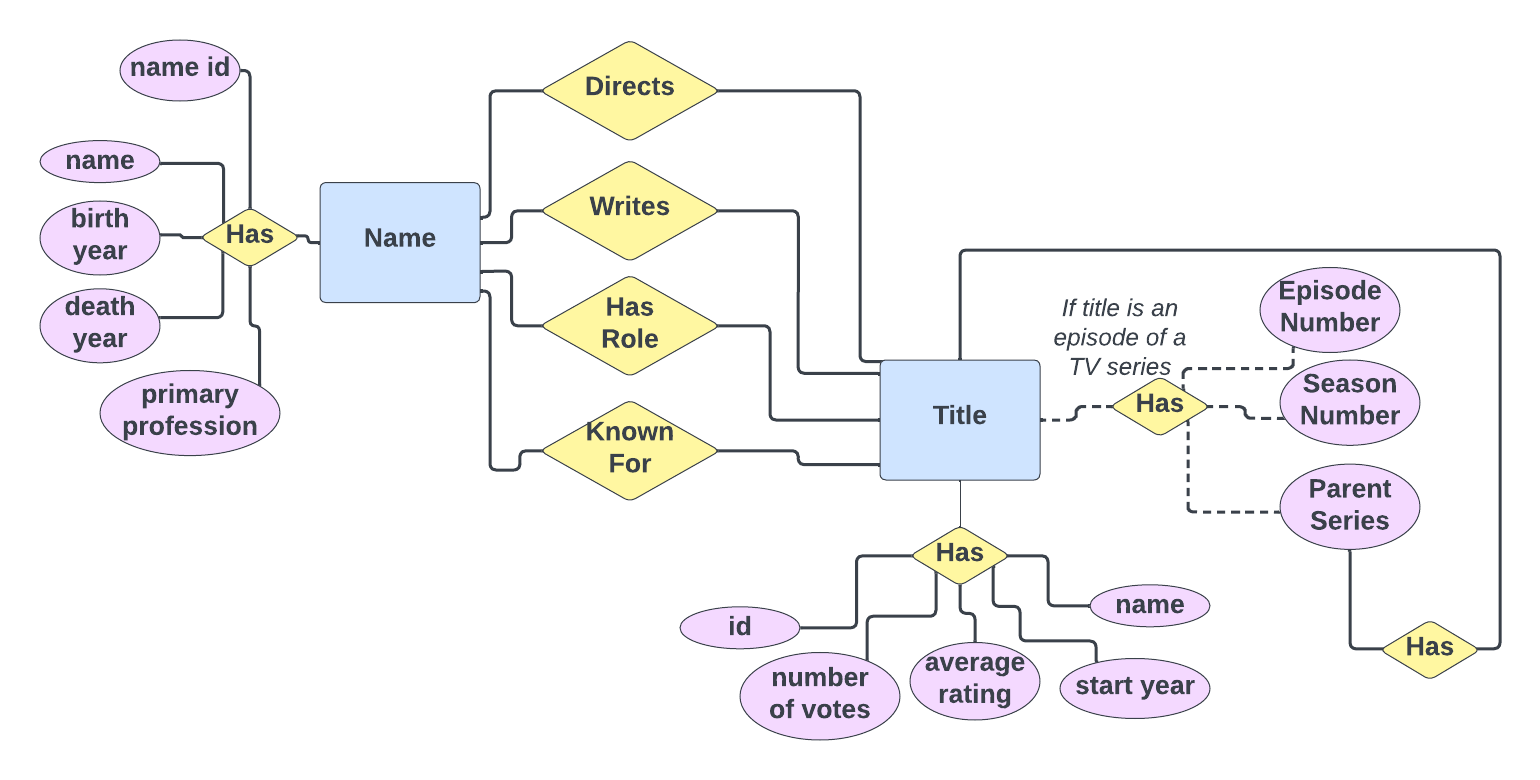 name id
name
birth
year
death
year
primary
profession
Has
Name
Directs
Writes
Has
Role
Known
For
Title
If title is an
episode of a
TV series
Has
Episode
Number
Season
Number
Parent
Series
Has
Has
id
number
of votes
average
rating
start year
name